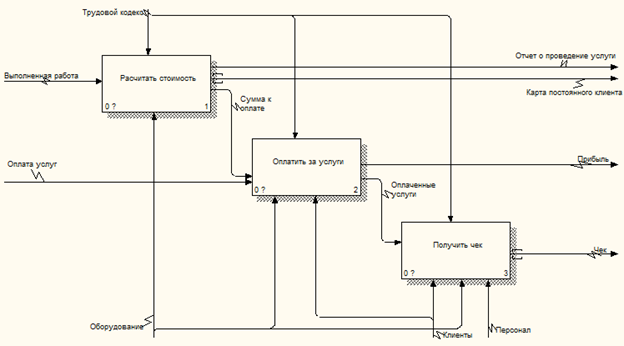 Трудовой кодекс
Отчет о проведение услуги
Выполненная работа
Расчитать стоимость
Карта постоянного клиента
0 ?
1
Сумма к
оплате
Оплата услуг
Оплатить за услуги
Прибыль
0 ?
2
Оплаченные
услуги
Получить чек
Чек
0 ?
3
Оборудование
Клиенты
Персонал